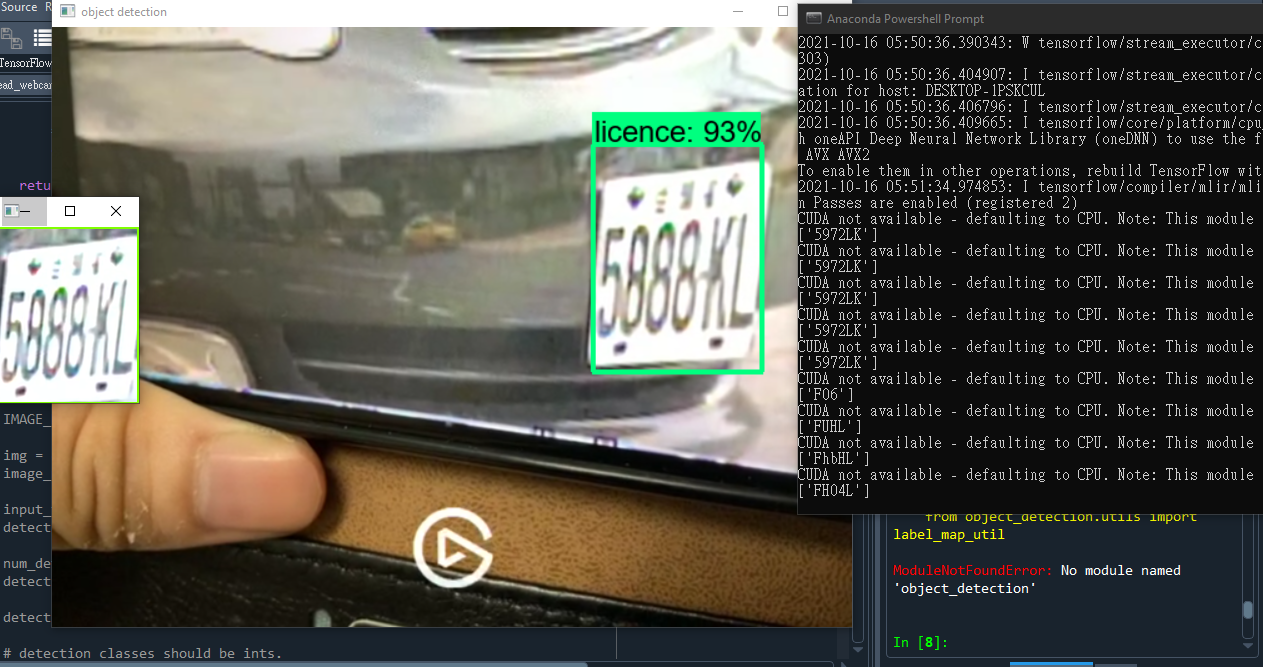 Source
object detection
Anaconda Powershell Prompt
TensorFlow
ead_webca
retu
licence: 93%
5888·KL
5888·KL
IMAGE_
img =
image_
input_
detect
num_de
detect
detect
# detection classes should be ints.
2021-10-16 05:50:36.390343: W tensorflow/stream_executor/c
303)
2021-10-16 05:50:36.404907: I tensorflow/stream_executor/c
ation for host: DESKTOP-1PSKCUL
2021-10-16 05:50:36.406796: I tensorflow/stream_executor/c
2021-10-16 05:50:36.409665: I tensorflow/core/platform/cpu_
h oneAPI Deep Neural Network Library (oneDNN) to use the f
AVX AVX2
To enable them in other operations, rebuild TensorFlow wit
2021-10-16 05:51:34.974853: I tensorflow/compiler/mlir/mli
n Passes are enabled (registered 2)
CUDA not available - defaulting to CPU. Note: This module
['5972LK']
CUDA not available - defaulting to CPU. Note: This module
['5972LK']
CUDA not available - defaulting to CPU. Note: This module
['5972LK']
CUDA not available - defaulting to CPU. Note: This module
['5972LK']
CUDA not available - defaulting to CPU. Note: This module
['5972LK']
CUDA not available - defaulting to CPU. Note: This module
['F06']
CUDA not available - defaulting to CPU. Note: This module
['FUHL']
CUDA not available - defaulting to CPU. Note: This module
['FhbHL']
CUDA not available - defaulting to CPU. Note: This module
['FH04L']
from object_detection.utils import
label_map_util
ModuleNotFoundError: No module named
'object_detection'
In [8]: